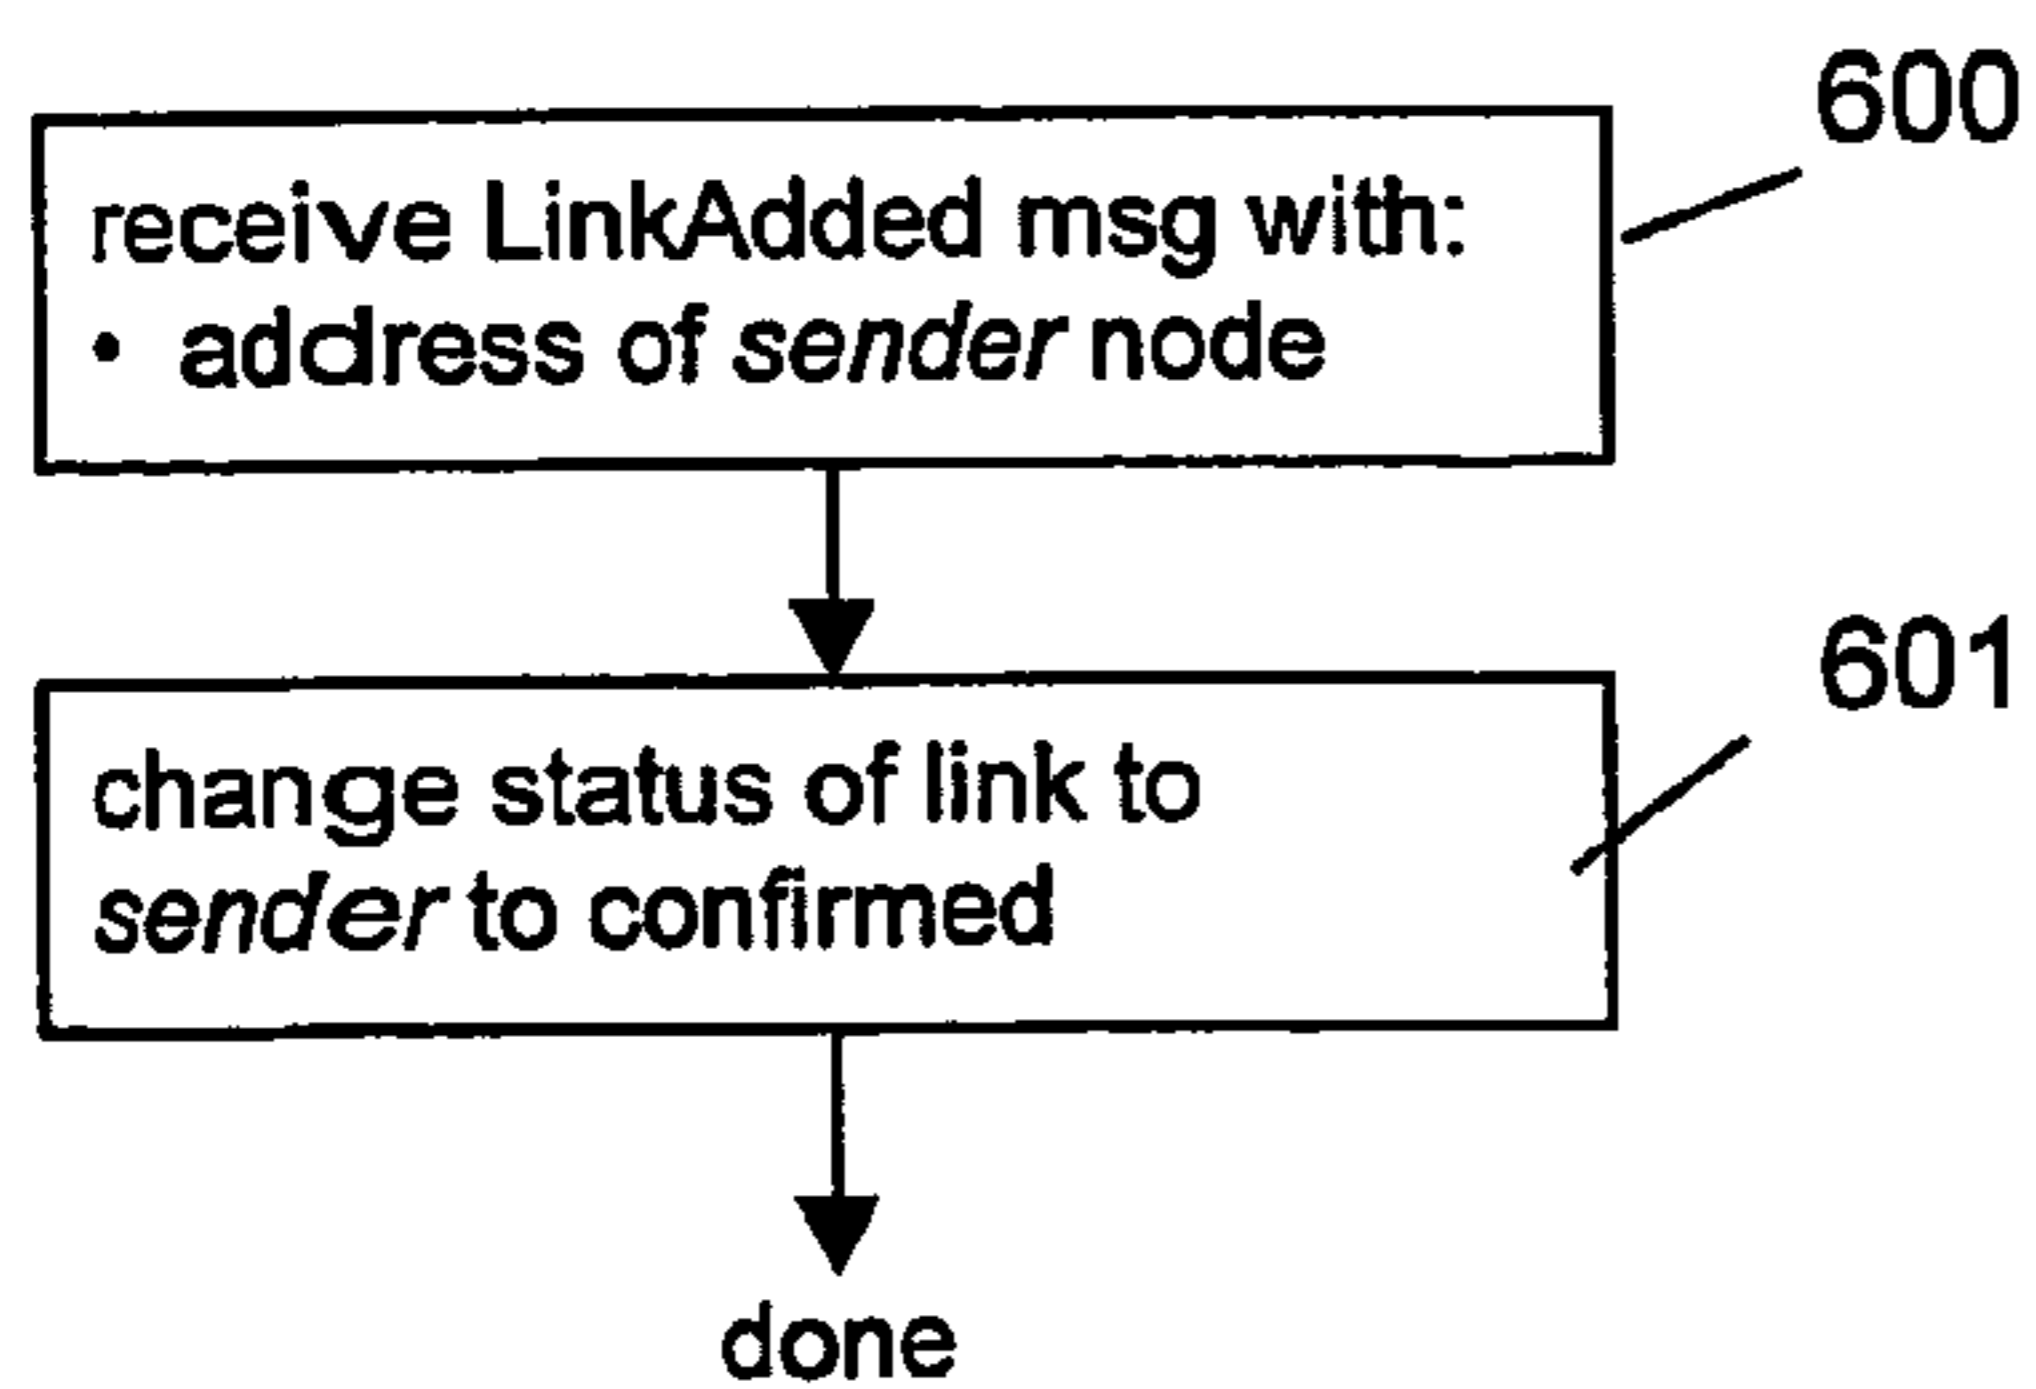 600
receive LinkAdded msg with:
• address of sender node
601
change status of link to
sender to confirmed
done